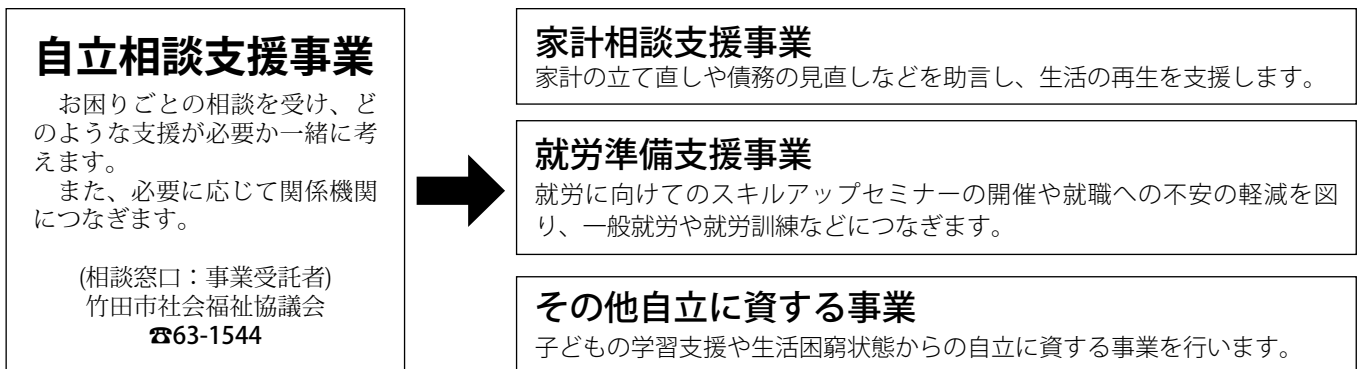 自立相談支援事業
お困りごとの相談を受け、ど
のような支援が必要か一緒に考
えます。
また、必要に応じて関係機関
につなぎます。
(相談窓口：事業受託者)
竹田市社会福祉協議会
☎63-1544
家計相談支援事業
家計の立て直しや債務の見直しなどを助言し、生活の再生を支援します。
就労準備支援事業
就労に向けてのスキルアップセミナーの開催や就職への不安の軽減を図
り、一般就労や就労訓練などにつなぎます。
その他自立に資する事業
子どもの学習支援や生活困窮状態からの自立に資する事業を行います。